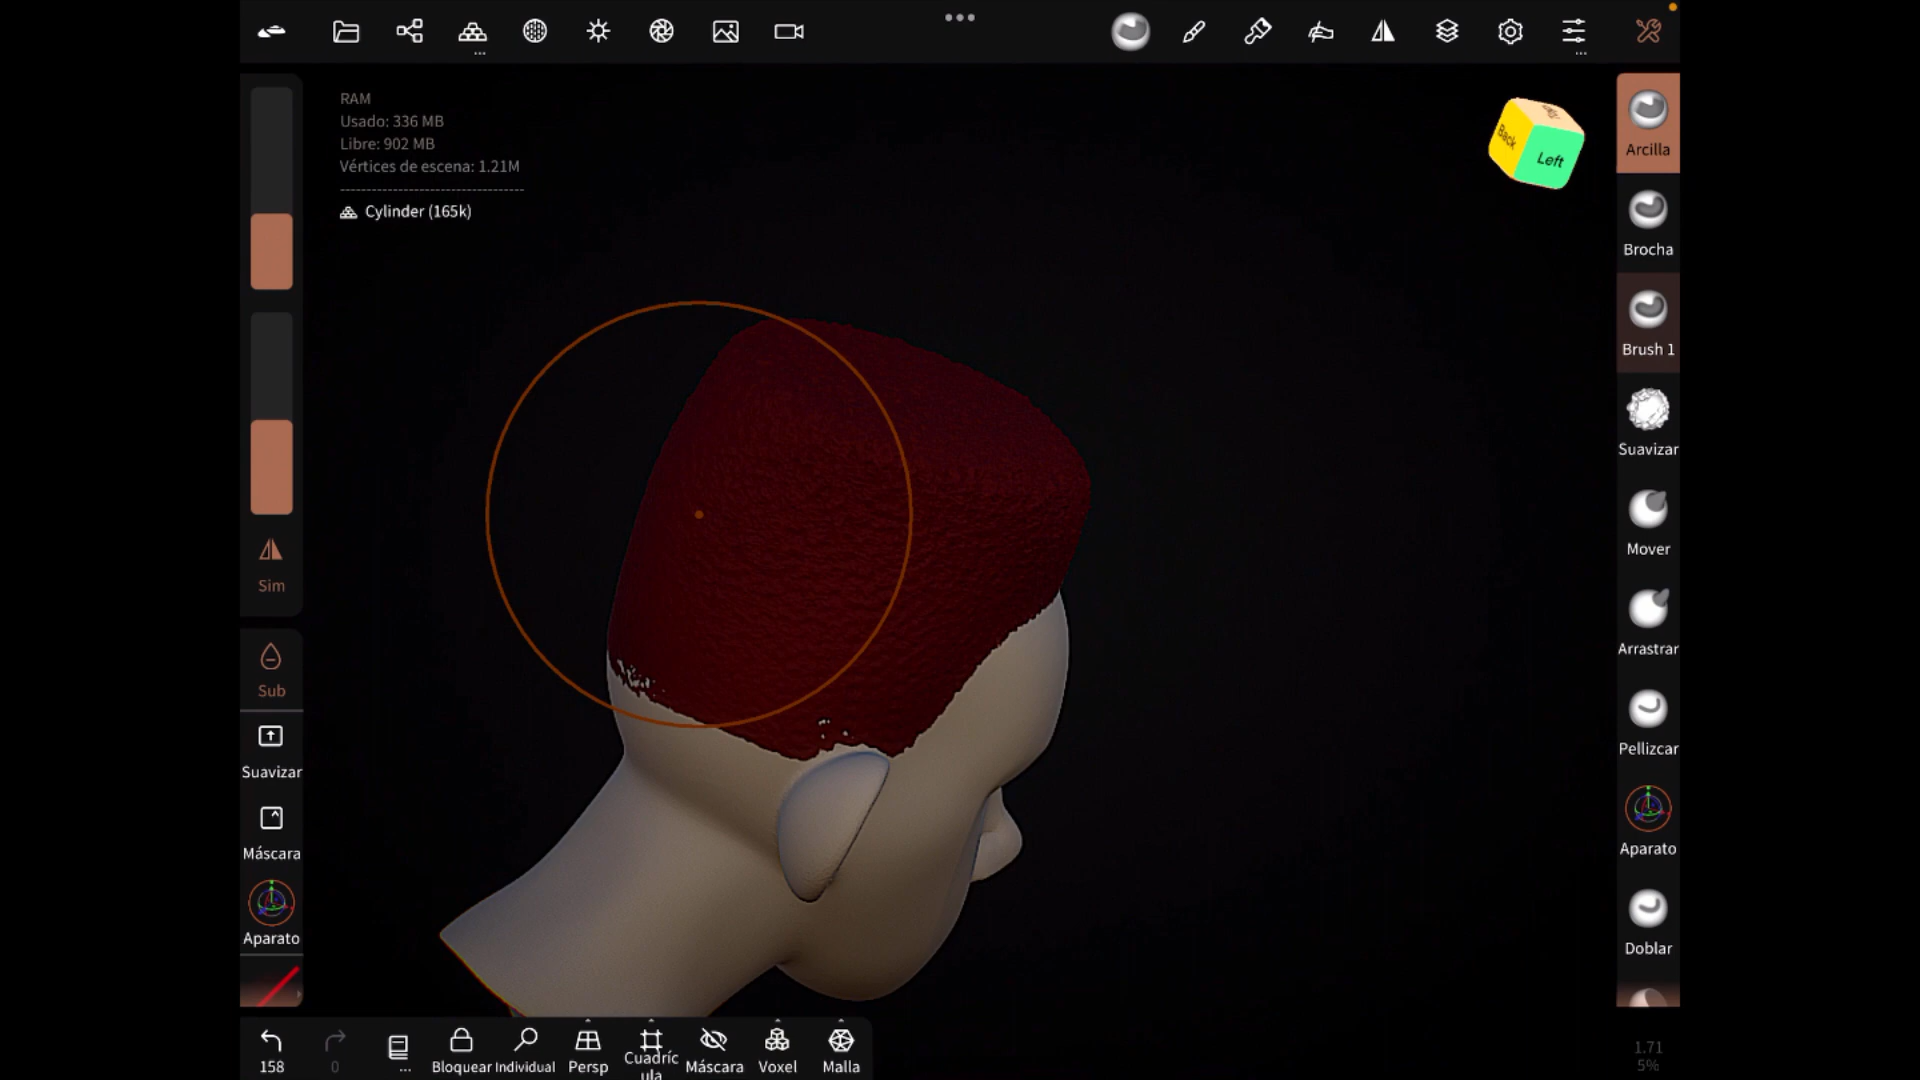 RAM
Usado: 336 MB
Libre: 902 MB
Vértices de escena: 1.21M
------------------------------------
Cylinder (165k)
Back
Left
Sim
Sub
Suavizar
Máscara
Aparato
Arcilla
Brocha
Brush 1
Suavizar
Mover
Arrastrar
Pellizcar
Aparato
Doblar
158
0
...
Bloquear
Individual
Persp
Cuadríc
ula
Máscara
Voxel
Malla
1.71
5%